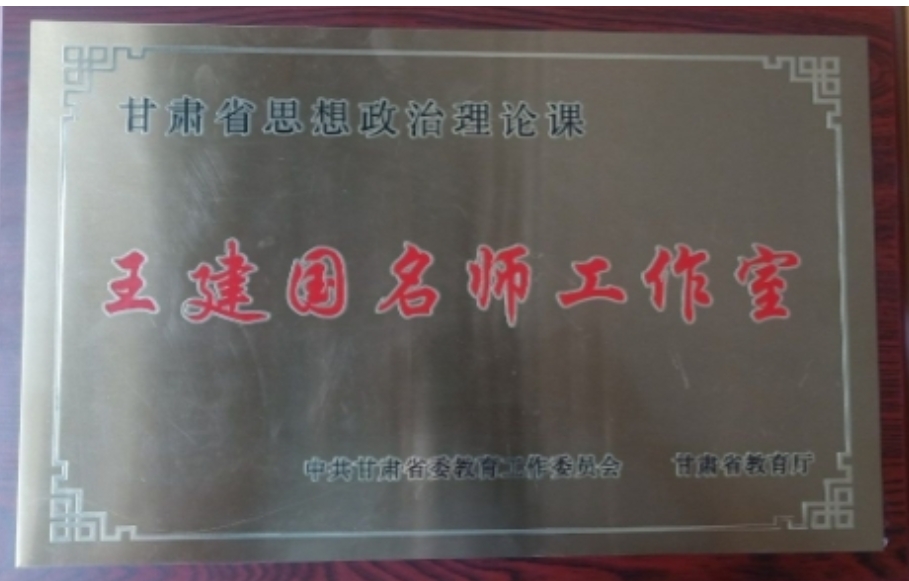 甘肃省思想政治理论课
王建国名师工作室
中共甘肃省委教育工作委员会 甘肃省教育厅